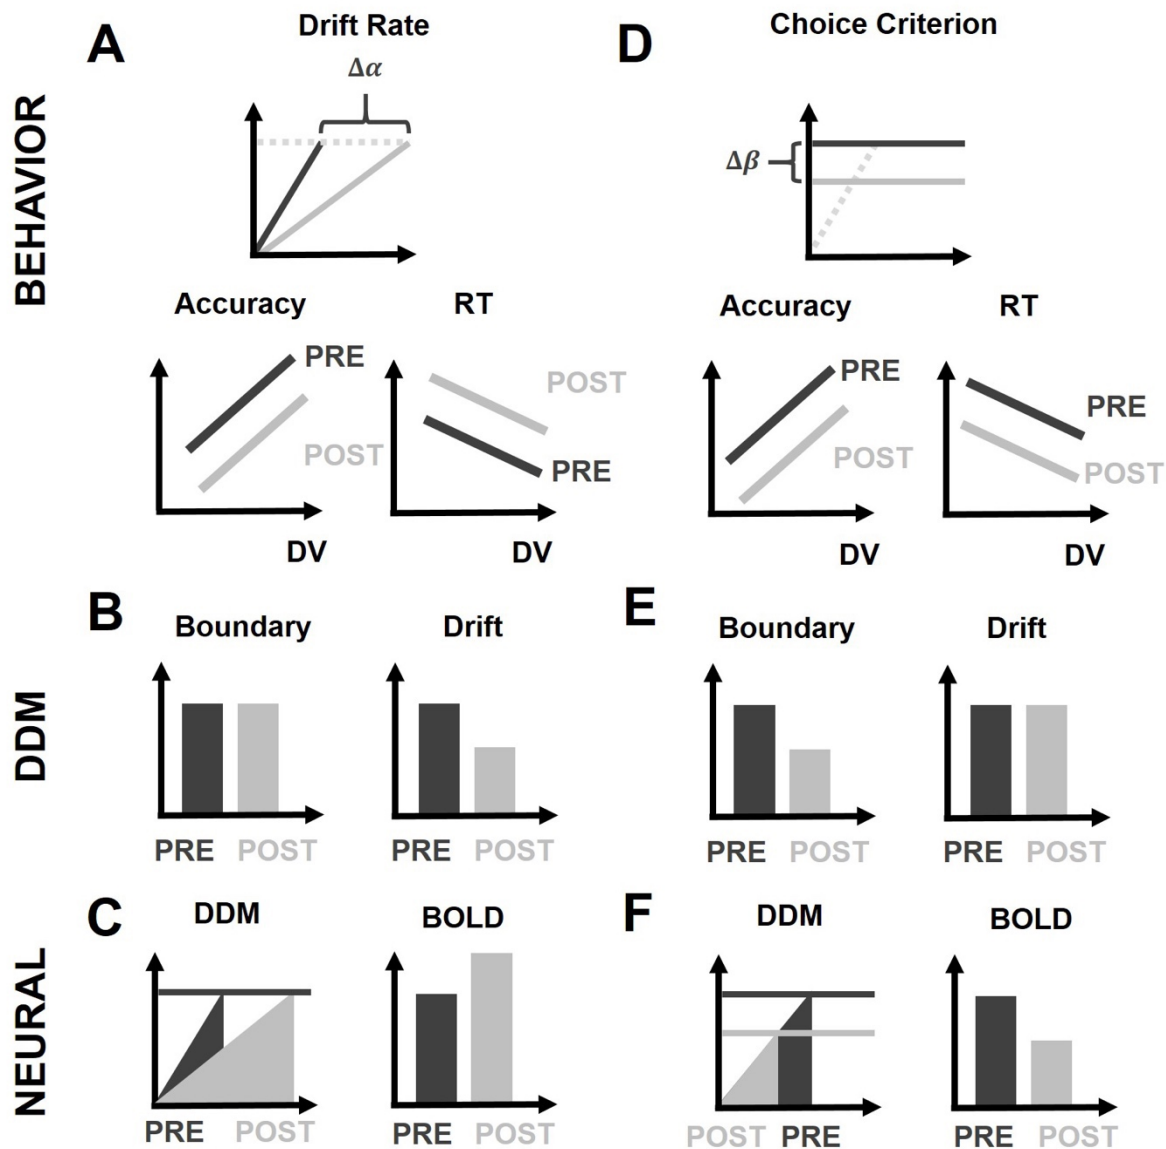 BEHAVIOR
A
Drift Rate
Δα
Accuracy
RT
PRE
POST
POST
PRE
DV
DV
D
Choice Criterion
Δβ
Accuracy
RT
PRE
POST
PRE
POST
DV
DV
DDM
B
Boundary
Drift
PRE POST
PRE POST
E
Boundary
Drift
PRE POST
PRE POST
NEURAL
C
DDM
BOLD
PRE POST
PRE POST
F
DDM
BOLD
POST PRE
PRE POST